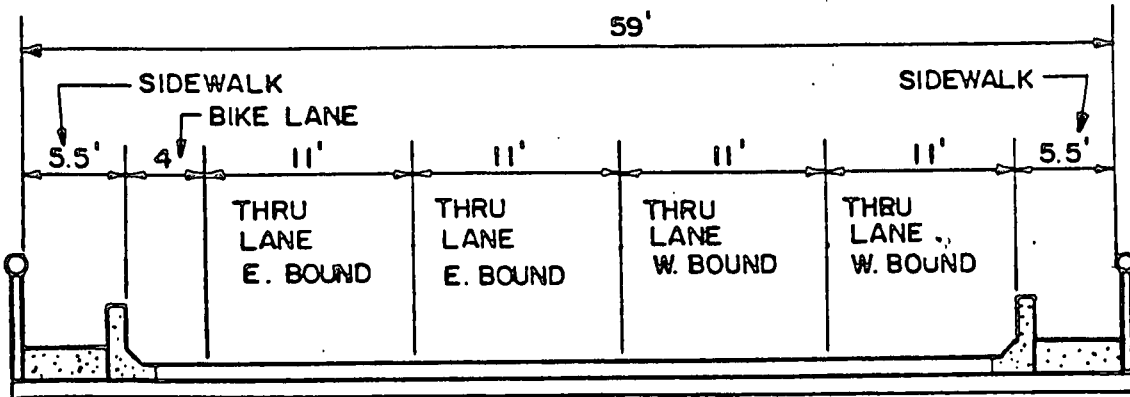 59'
SIDEWALK
SIDEWALK
BIKE LANE
5.5' 4' 11' 11' 11' 11' 5.5'
THRU
LANE
E. BOUND
THRU
LANE
E. BOUND
THRU
LANE
W. BOUND
THRU
LANE
W. BOUND